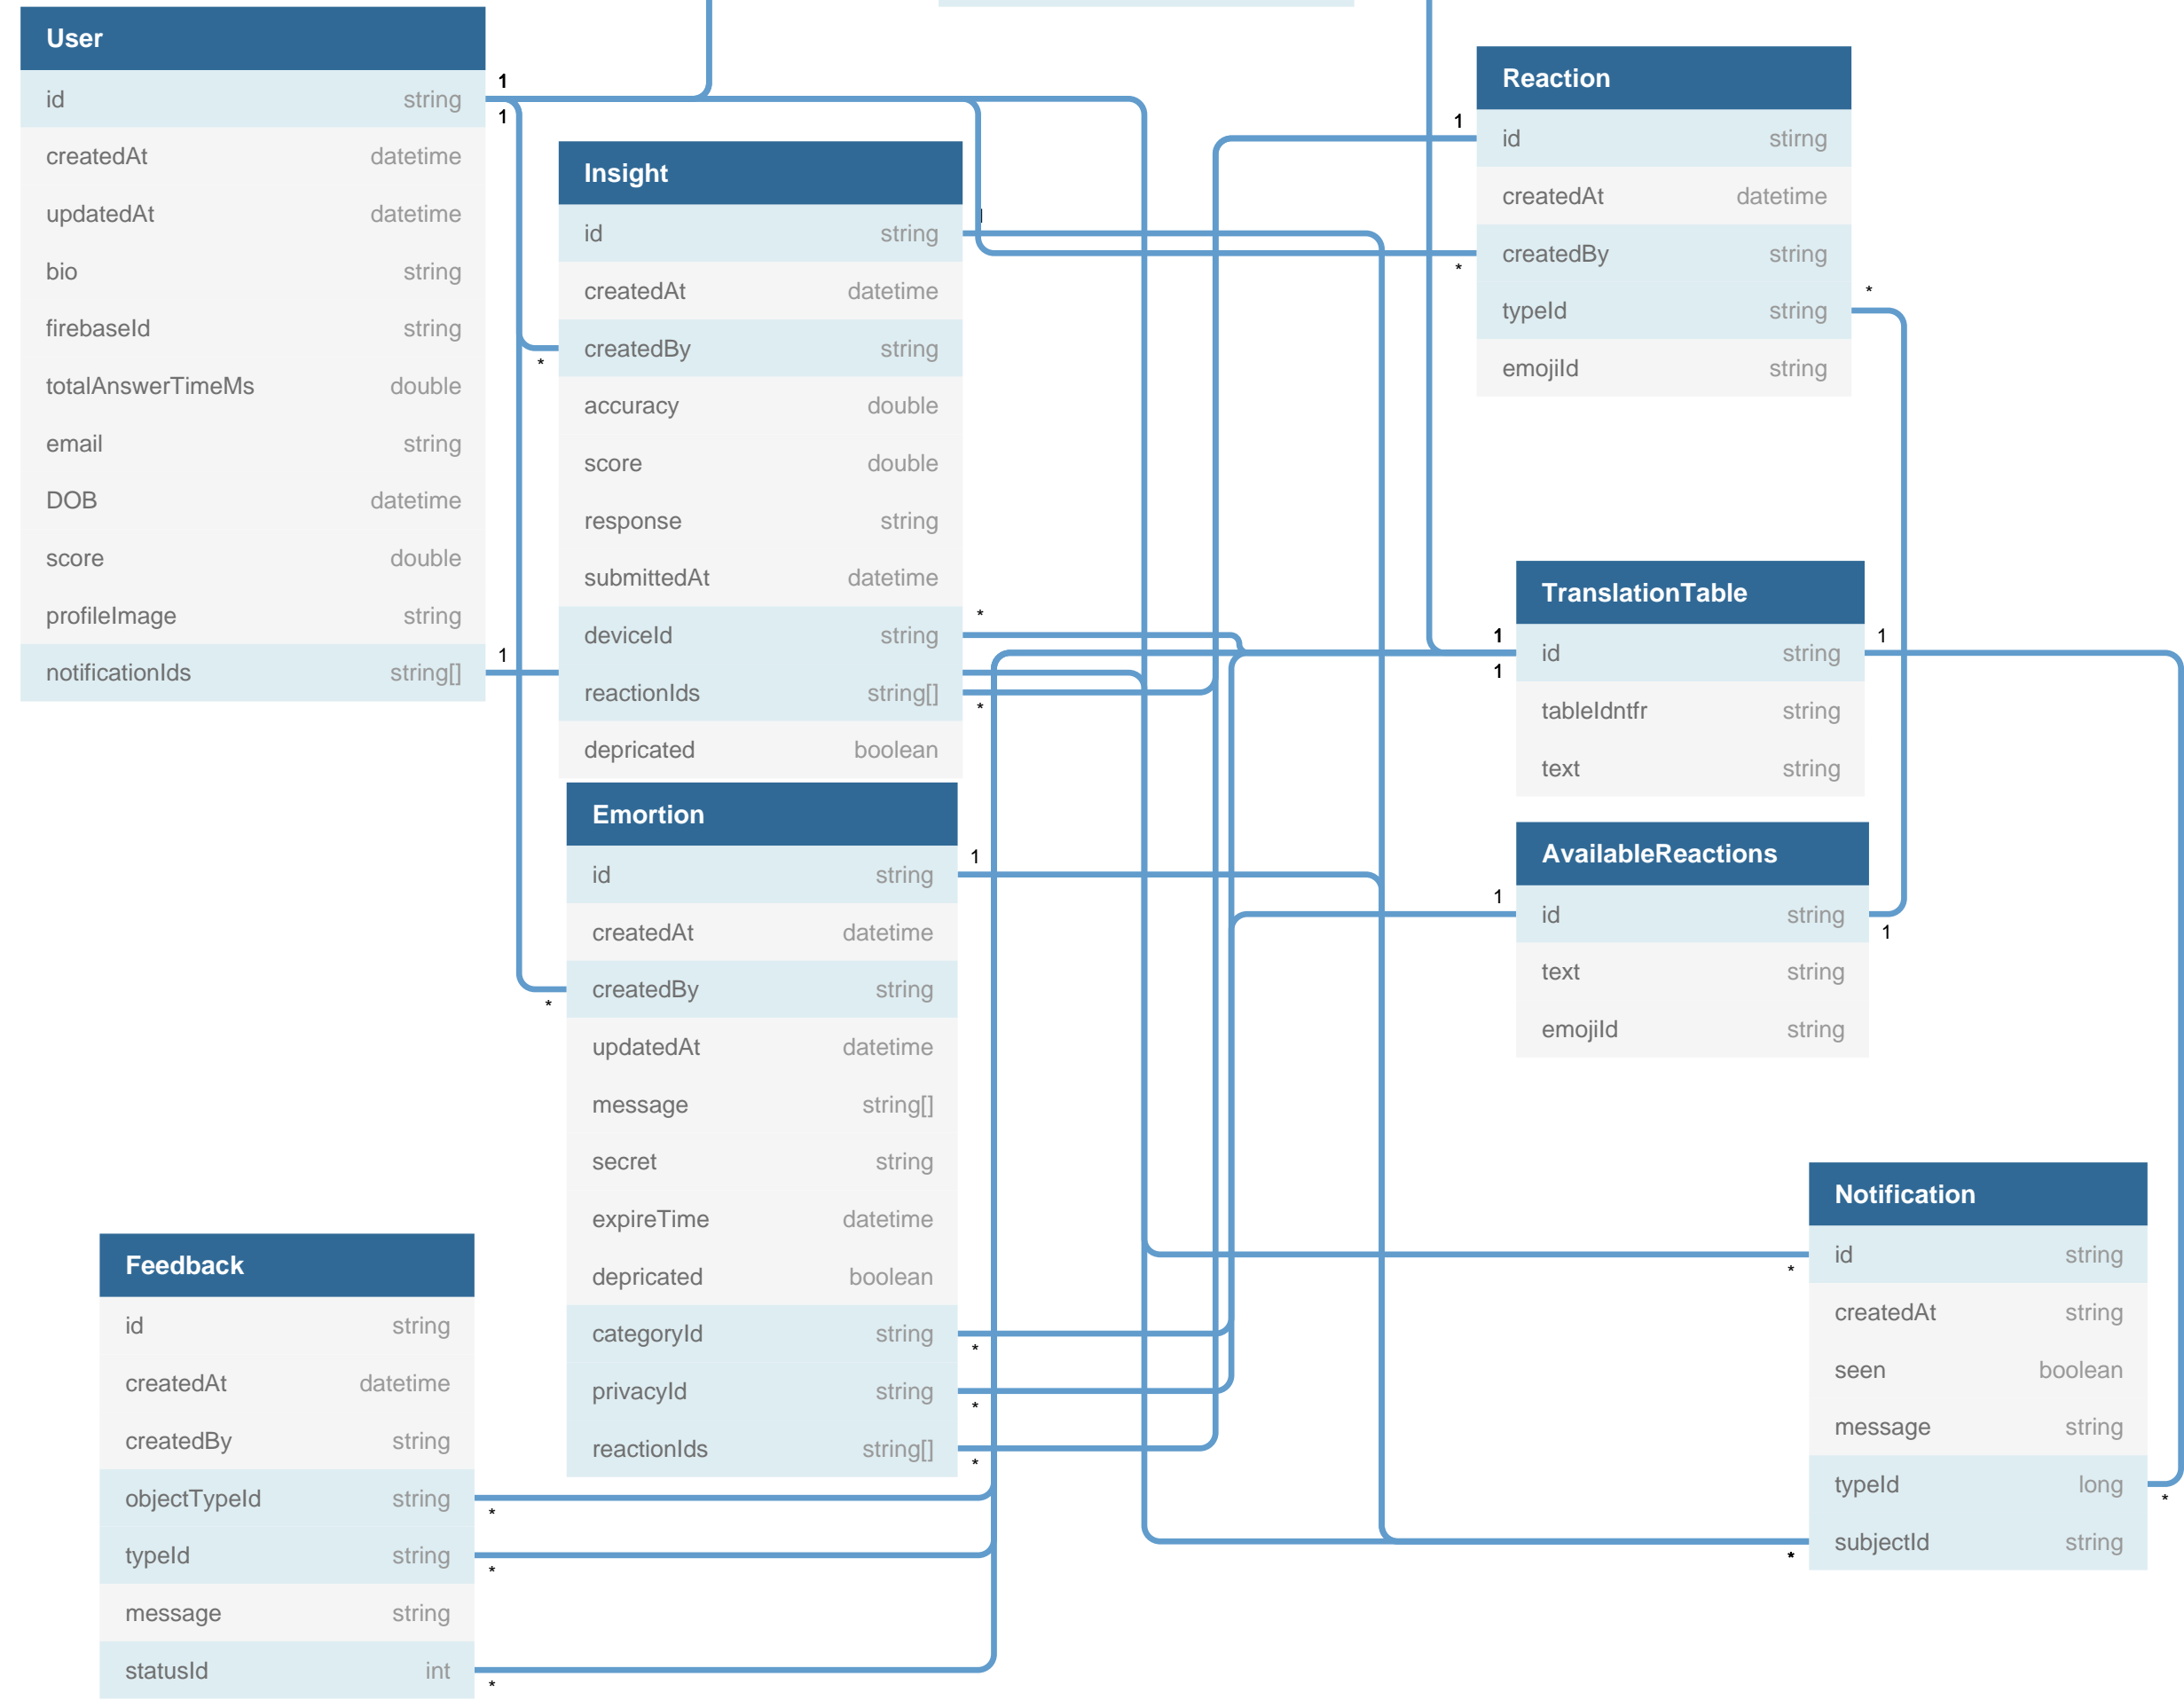 User
id string
createdAt datetime
updatedAt datetime
bio string
firebaseId string
totalAnswerTimeMs double
email string
DOB datetime
score double
profileImage string
notificationIds string[]
1
1
1
Insight
id string
createdAt datetime
createdBy string
accuracy double
score double
response string
submittedAt datetime
deviceId string
reactionIds string[]
depricated boolean
*
1
*
*
Emortion
id string
createdAt datetime
createdBy string
updatedAt datetime
message string[]
secret string
expireTime datetime
depricated boolean
categoryId string
privacyId string
reactionIds string[]
1
*
*
*
*
Feedback
id string
createdAt datetime
createdBy string
objectTypeId string
typeId string
message string
statusId int
*
*
*
Reaction
id stirng
createdAt datetime
createdBy string
typeId string
emojiId string
1
*
*
TranslationTable
id string
tableIdntfr string
text string
1
1
1
AvailableReactions
id string
text string
emojiId string
1
1
Notification
id string
createdAt string
seen boolean
message string
typeId long
subjectId string
*
*
*